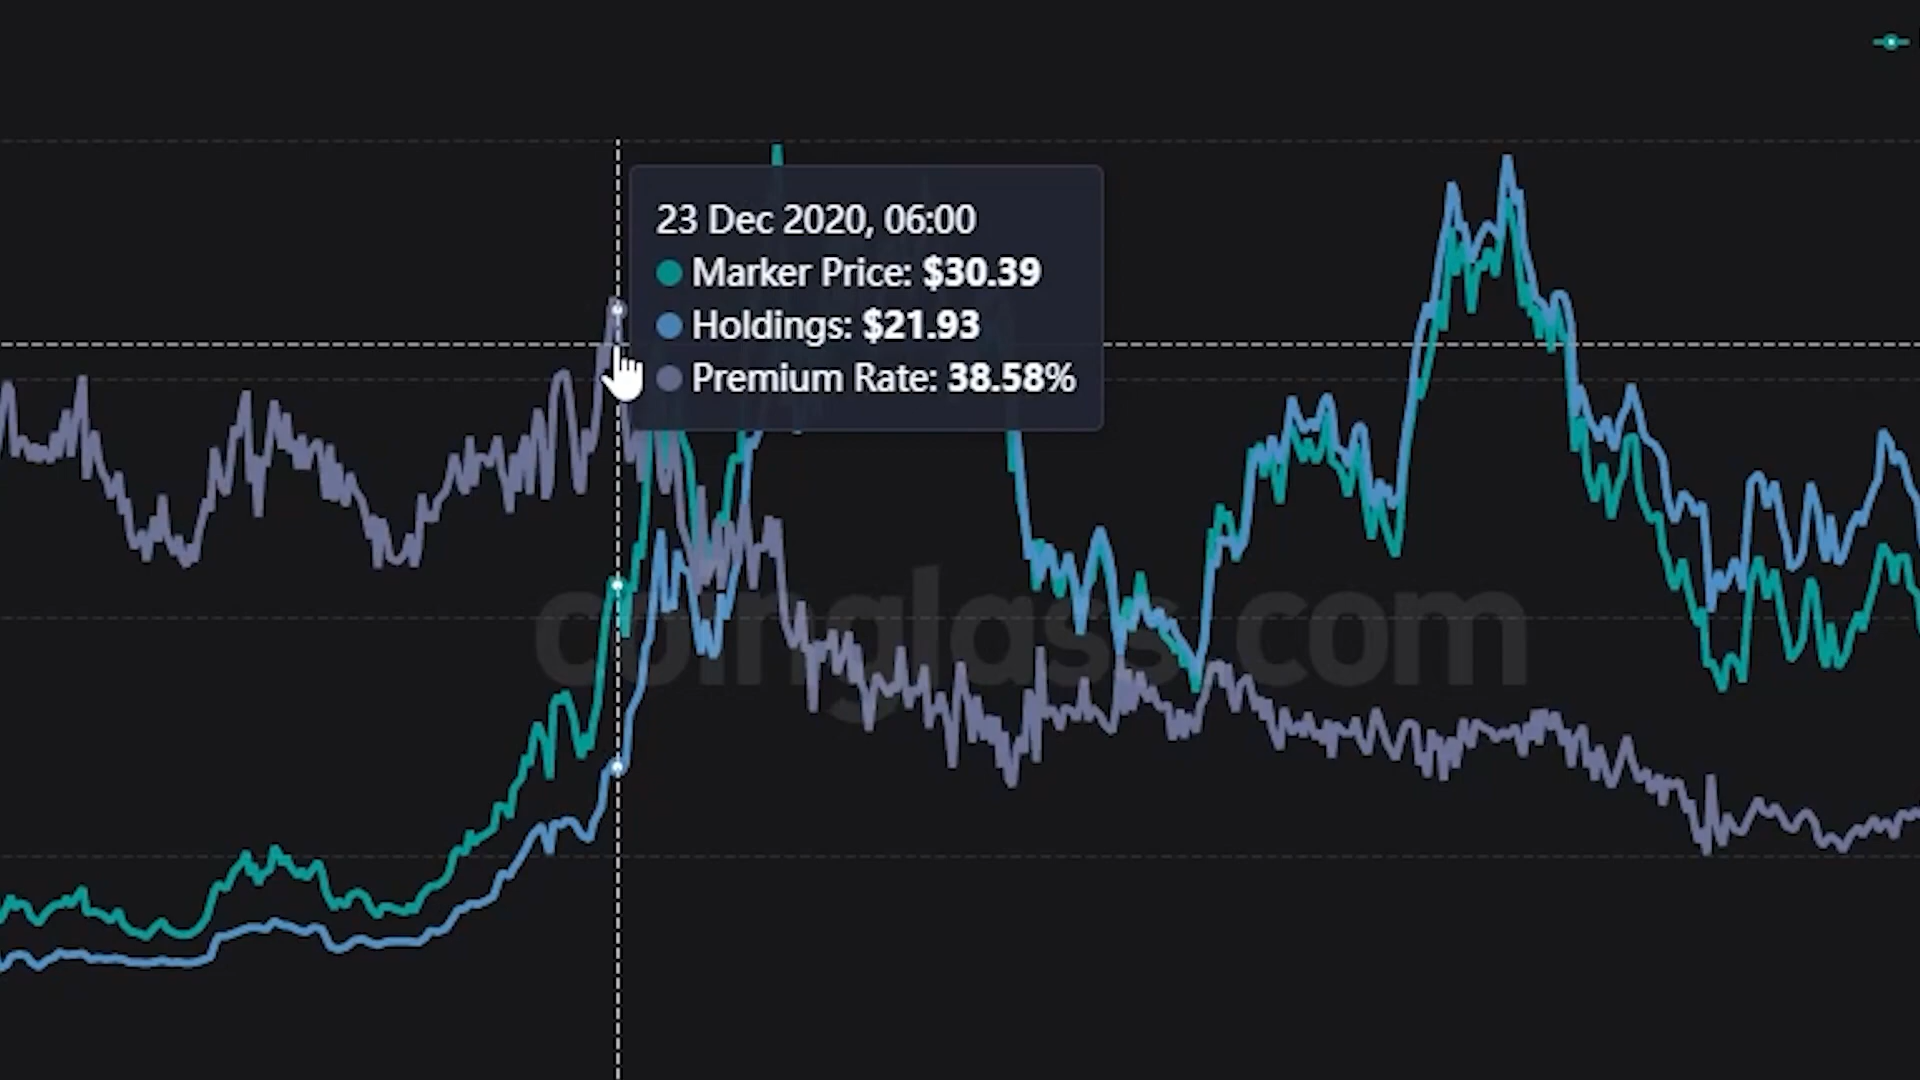 23 Dec 2020, 06:00
Marker Price: $30.39
Holdings: $21.93
Premium Rate: 38.58%
coinglass.com